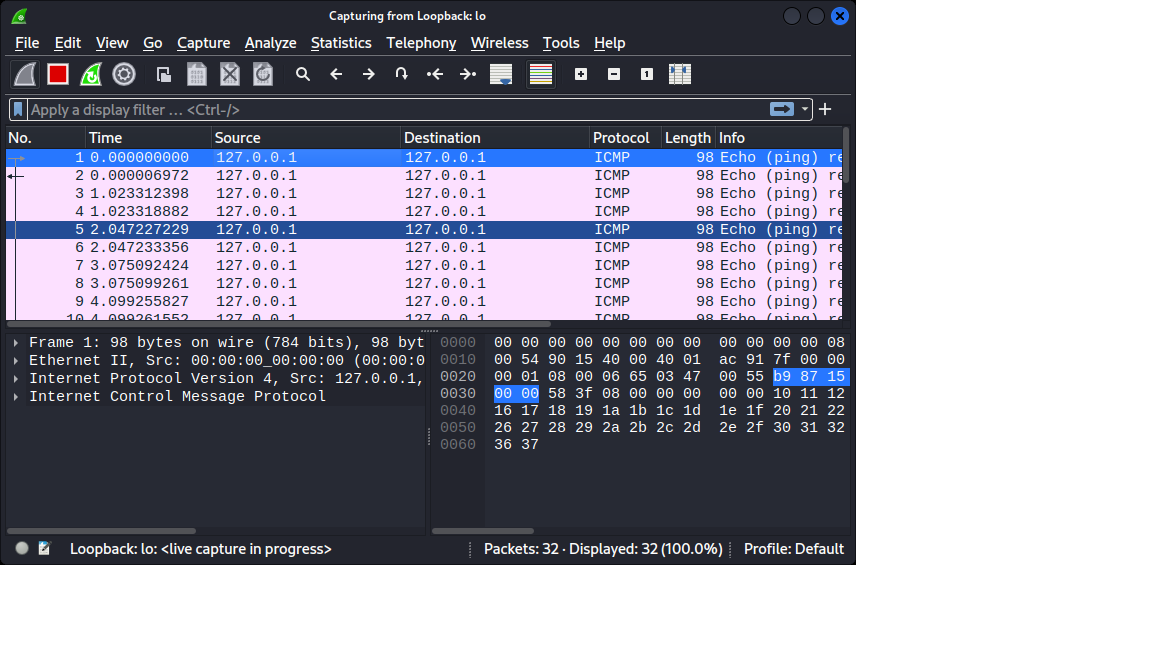 Capturing from Loopback: lo
File Edit View Go Capture Analyze Statistics Telephony Wireless Tools Help
Apply a display filter … <Ctrl-/>
No. Time Source Destination Protocol Length Info
1 0.000000000 127.0.0.1 127.0.0.1 ICMP 98 Echo (ping) re
2 0.000006972 127.0.0.1 127.0.0.1 ICMP 98 Echo (ping) re
3 1.023312398 127.0.0.1 127.0.0.1 ICMP 98 Echo (ping) re
4 1.023318882 127.0.0.1 127.0.0.1 ICMP 98 Echo (ping) re
5 2.047227229 127.0.0.1 127.0.0.1 ICMP 98 Echo (ping) re
6 2.047233356 127.0.0.1 127.0.0.1 ICMP 98 Echo (ping) re
7 3.075092424 127.0.0.1 127.0.0.1 ICMP 98 Echo (ping) re
8 3.075099261 127.0.0.1 127.0.0.1 ICMP 98 Echo (ping) re
9 4.099255827 127.0.0.1 127.0.0.1 ICMP 98 Echo (ping) re
10 4.099261552 127.0.0.1 127.0.0.1 ICMP 98 Echo (ping) re
Frame 1: 98 bytes on wire (784 bits), 98 byt
Ethernet II, Src: 00:00:00_00:00:00 (00:00:0
Internet Protocol Version 4, Src: 127.0.0.1,
Internet Control Message Protocol
0000 00 00 00 00 00 00 00 00 00 00 00 00 08
0010 00 54 90 15 40 00 40 01 ac 91 7f 00 00
0020 00 01 08 00 06 65 03 47 00 55 b9 87 15
0030 00 00 58 3f 08 00 00 00 00 00 10 11 12
0040 16 17 18 19 1a 1b 1c 1d 1e 1f 20 21 22
0050 26 27 28 29 2a 2b 2c 2d 2e 2f 30 31 32
0060 36 37
Loopback: lo: <live capture in progress> Packets: 32 · Displayed: 32 (100.0%) Profile: Default